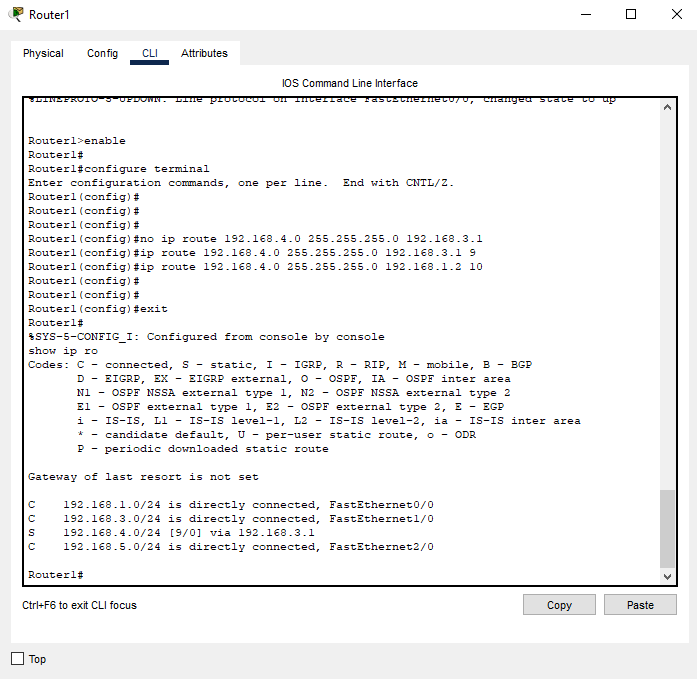 Router1
Physical Config CLI Attributes
IOS Command Line Interface
%LINEPROTO-5-UPDOWN: Line protocol on Interface FastEthernet0/0, changed state to up
Router1>enable
Router1#
Router1#configure terminal
Enter configuration commands, one per line.  End with CNTL/Z.
Router1(config)#
Router1(config)#
Router1(config)#
Router1(config)#no ip route 192.168.4.0 255.255.255.0 192.168.3.1
Router1(config)#ip route 192.168.4.0 255.255.255.0 192.168.3.1 9
Router1(config)#ip route 192.168.4.0 255.255.255.0 192.168.1.2 10
Router1(config)#
Router1(config)#
Router1(config)#exit
Router1#
%SYS-5-CONFIG_I: Configured from console by console
show ip ro
Codes: C - connected, S - static, I - IGRP, R - RIP, M - mobile, B - BGP
       D - EIGRP, EX - EIGRP external, O - OSPF, IA - OSPF inter area
       N1 - OSPF NSSA external type 1, N2 - OSPF NSSA external type 2
       E1 - OSPF external type 1, E2 - OSPF external type 2, E - EGP
       i - IS-IS, L1 - IS-IS level-1, L2 - IS-IS level-2, ia - IS-IS inter area
       * - candidate default, U - per-user static route, o - ODR
       P - periodic downloaded static route
Gateway of last resort is not set
C    192.168.1.0/24 is directly connected, FastEthernet0/0
C    192.168.3.0/24 is directly connected, FastEthernet1/0
S    192.168.4.0/24 [9/0] via 192.168.3.1
C    192.168.5.0/24 is directly connected, FastEthernet2/0
Router1#
Ctrl+F6 to exit CLI focus Copy Paste
Top